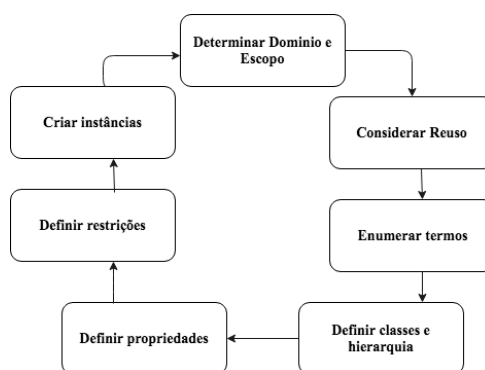 Determinar Dominio e
Escopo
Considerar Reuso
Enumerar termos
Definir classes e
hierarquia
Definir propriedades
Definir restrições
Criar instâncias